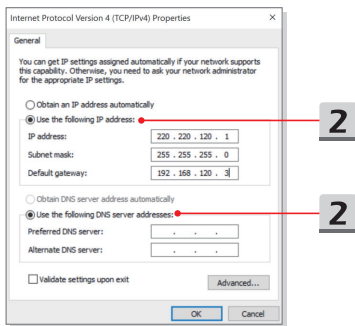 Internet Protocol Version 4 (TCP/IPv4) Properties
General
You can get IP settings assigned automatically if your network supports
this capability. Otherwise, you need to ask your network administrator
for the appropriate IP settings.
Obtain an IP address automatically
Use the following IP address:
2
IP address: 220 . 220 . 120 . 1
Subnet mask: 255 . 255 . 255 . 0
Default gateway: 192 . 168 . 120 . 3
Obtain DNS server address automatically
Use the following DNS server addresses:
2
Preferred DNS server: . . .
Alternate DNS server: . . .
Validate settings upon exit
Advanced...
OK Cancel